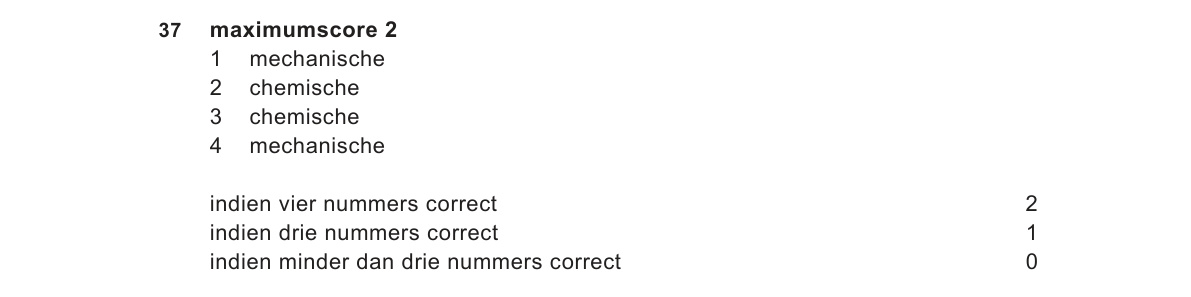 37 maximumscore 2
1 mechanische
2 chemische
3 chemische
4 mechanische
indien vier nummers correct 2
indien drie nummers correct 1
indien minder dan drie nummers correct 0